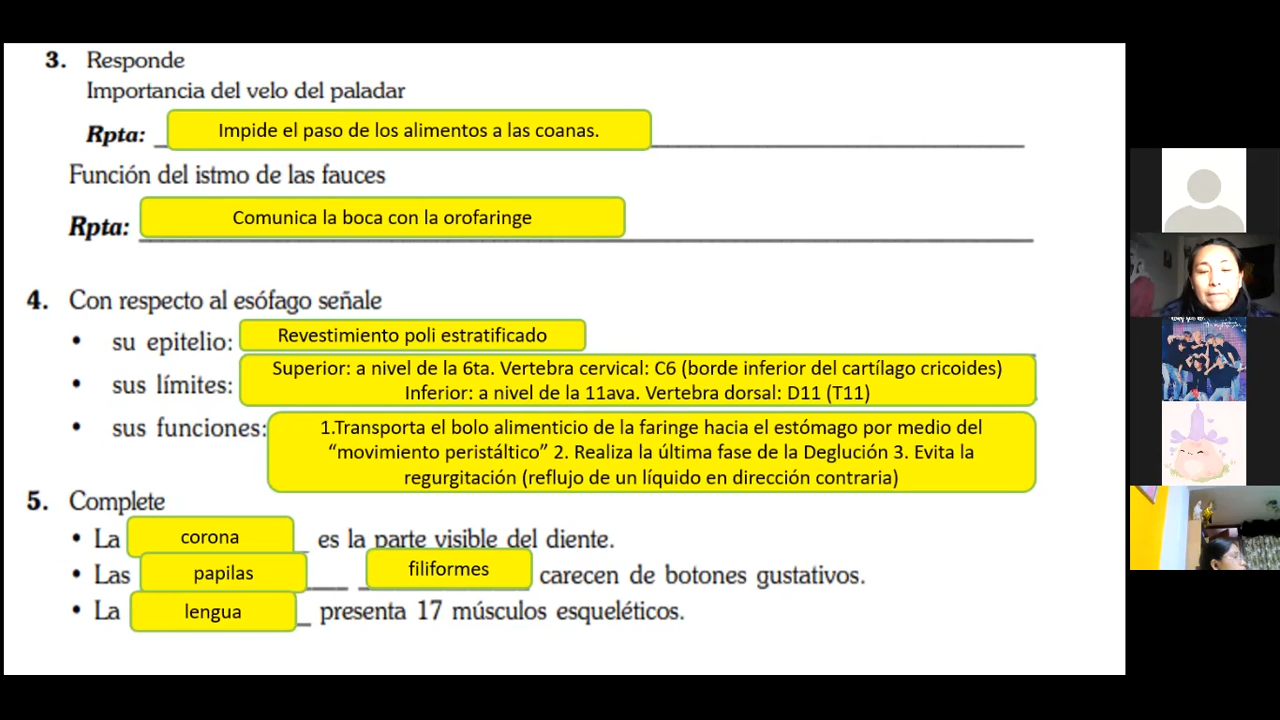 3. Responde
Importancia del velo del paladar
Rpta: Impide el paso de los alimentos a las coanas.
Función del istmo de las fauces
Rpta: Comunica la boca con la orofaringe
4. Con respecto al esófago señale
• su epitelio: Revestimiento poli estratificado
• sus límites: Superior: a nivel de la 6ta. Vertebra cervical: C6 (borde inferior del cartílago cricoides)
Inferior: a nivel de la 11ava. Vertebra dorsal: D11 (T11)
• sus funciones: 1.Transporta el bolo alimenticio de la faringe hacia el estómago por medio del
“movimiento peristáltico” 2. Realiza la última fase de la Deglución 3. Evita la
regurgitación (reflujo de un líquido en dirección contraria)
5. Complete
• La corona es la parte visible del diente.
• Las papilas filiformes carecen de botones gustativos.
• La lengua presenta 17 músculos esqueléticos.